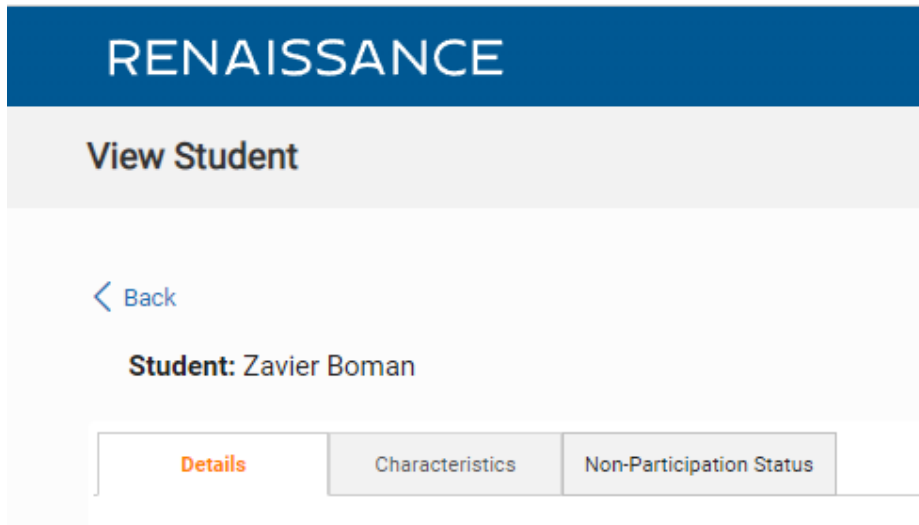 RENAISSANCE
View Student
Back
Student: Zavier Boman
Details Characteristics Non-Participation Status